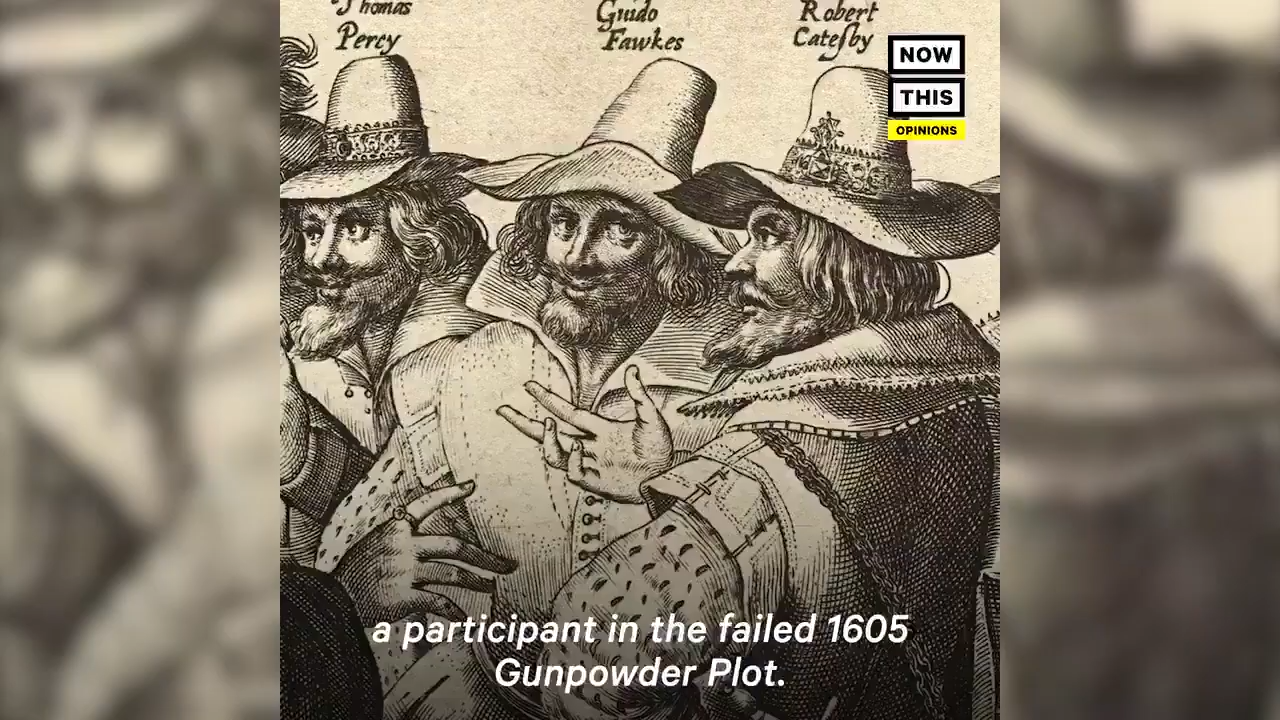 Thomas
Percy
Guido
Fawkes
Robert
Catesby
NOW
THIS
OPINIONS
a participant in the failed 1605
Gunpowder Plot.